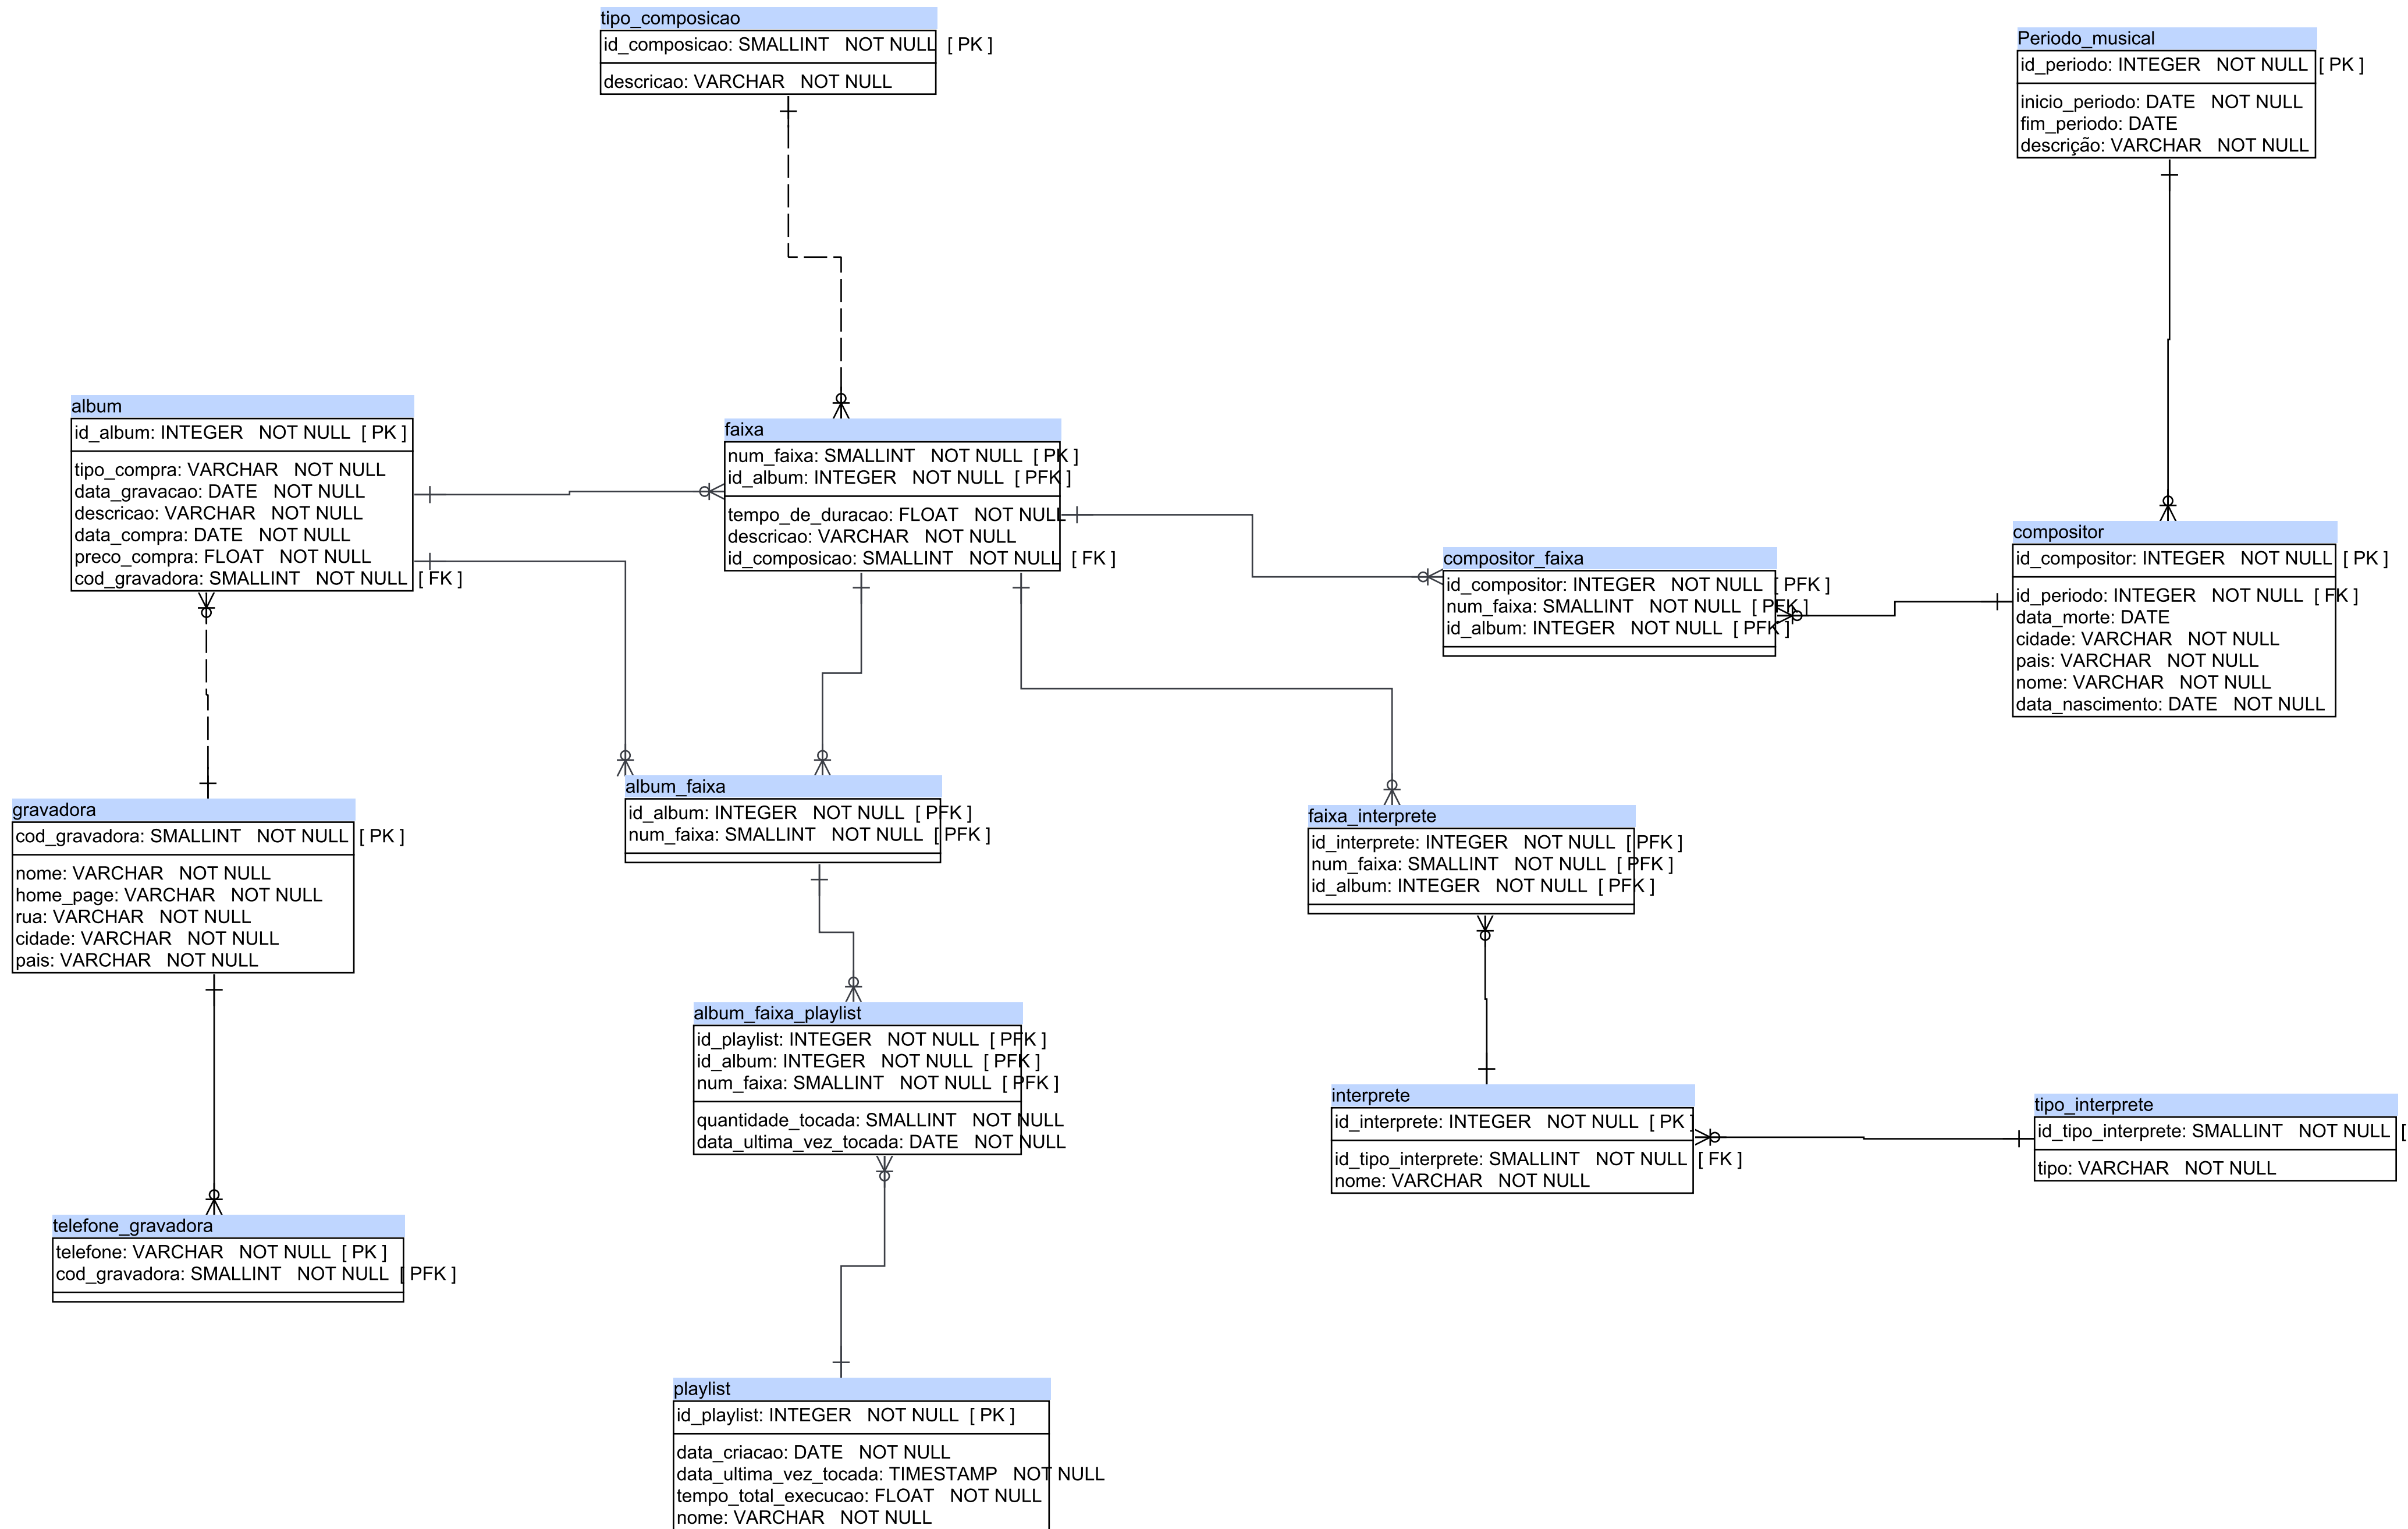 tipo_composicao
id_composicao: SMALLINT NOT NULL [ PK ]
descricao: VARCHAR NOT NULL
Periodo_musical
id_periodo: INTEGER NOT NULL [ PK ]
inicio_periodo: DATE NOT NULL
fim_periodo: DATE
descrição: VARCHAR NOT NULL
album
id_album: INTEGER NOT NULL [ PK ]
tipo_compra: VARCHAR NOT NULL
data_gravacao: DATE NOT NULL
descricao: VARCHAR NOT NULL
data_compra: DATE NOT NULL
preco_compra: FLOAT NOT NULL
cod_gravadora: SMALLINT NOT NULL [ FK ]
faixa
num_faixa: SMALLINT NOT NULL [ PK ]
id_album: INTEGER NOT NULL [ PFK ]
tempo_de_duracao: FLOAT NOT NULL
descricao: VARCHAR NOT NULL
id_composicao: SMALLINT NOT NULL [ FK ]
compositor_faixa
id_compositor: INTEGER NOT NULL [ PFK ]
num_faixa: SMALLINT NOT NULL [ PFK ]
id_album: INTEGER NOT NULL [ PFK ]
compositor
id_compositor: INTEGER NOT NULL [ PK ]
id_periodo: INTEGER NOT NULL [ FK ]
data_morte: DATE
cidade: VARCHAR NOT NULL
pais: VARCHAR NOT NULL
nome: VARCHAR NOT NULL
data_nascimento: DATE NOT NULL
gravadora
cod_gravadora: SMALLINT NOT NULL [ PK ]
nome: VARCHAR NOT NULL
home_page: VARCHAR NOT NULL
rua: VARCHAR NOT NULL
cidade: VARCHAR NOT NULL
pais: VARCHAR NOT NULL
album_faixa
id_album: INTEGER NOT NULL [ PFK ]
num_faixa: SMALLINT NOT NULL [ PFK ]
faixa_interprete
id_interprete: INTEGER NOT NULL [ PFK ]
num_faixa: SMALLINT NOT NULL [ PFK ]
id_album: INTEGER NOT NULL [ PFK ]
album_faixa_playlist
id_playlist: INTEGER NOT NULL [ PFK ]
id_album: INTEGER NOT NULL [ PFK ]
num_faixa: SMALLINT NOT NULL [ PFK ]
quantidade_tocada: SMALLINT NOT NULL
data_ultima_vez_tocada: DATE NOT NULL
interprete
id_interprete: INTEGER NOT NULL [ PK ]
id_tipo_interprete: SMALLINT NOT NULL [ FK ]
nome: VARCHAR NOT NULL
tipo_interprete
id_tipo_interprete: SMALLINT NOT NULL [
tipo: VARCHAR NOT NULL
telefone_gravadora
telefone: VARCHAR NOT NULL [ PK ]
cod_gravadora: SMALLINT NOT NULL [ PFK ]
playlist
id_playlist: INTEGER NOT NULL [ PK ]
data_criacao: DATE NOT NULL
data_ultima_vez_tocada: TIMESTAMP NOT NULL
tempo_total_execucao: FLOAT NOT NULL
nome: VARCHAR NOT NULL